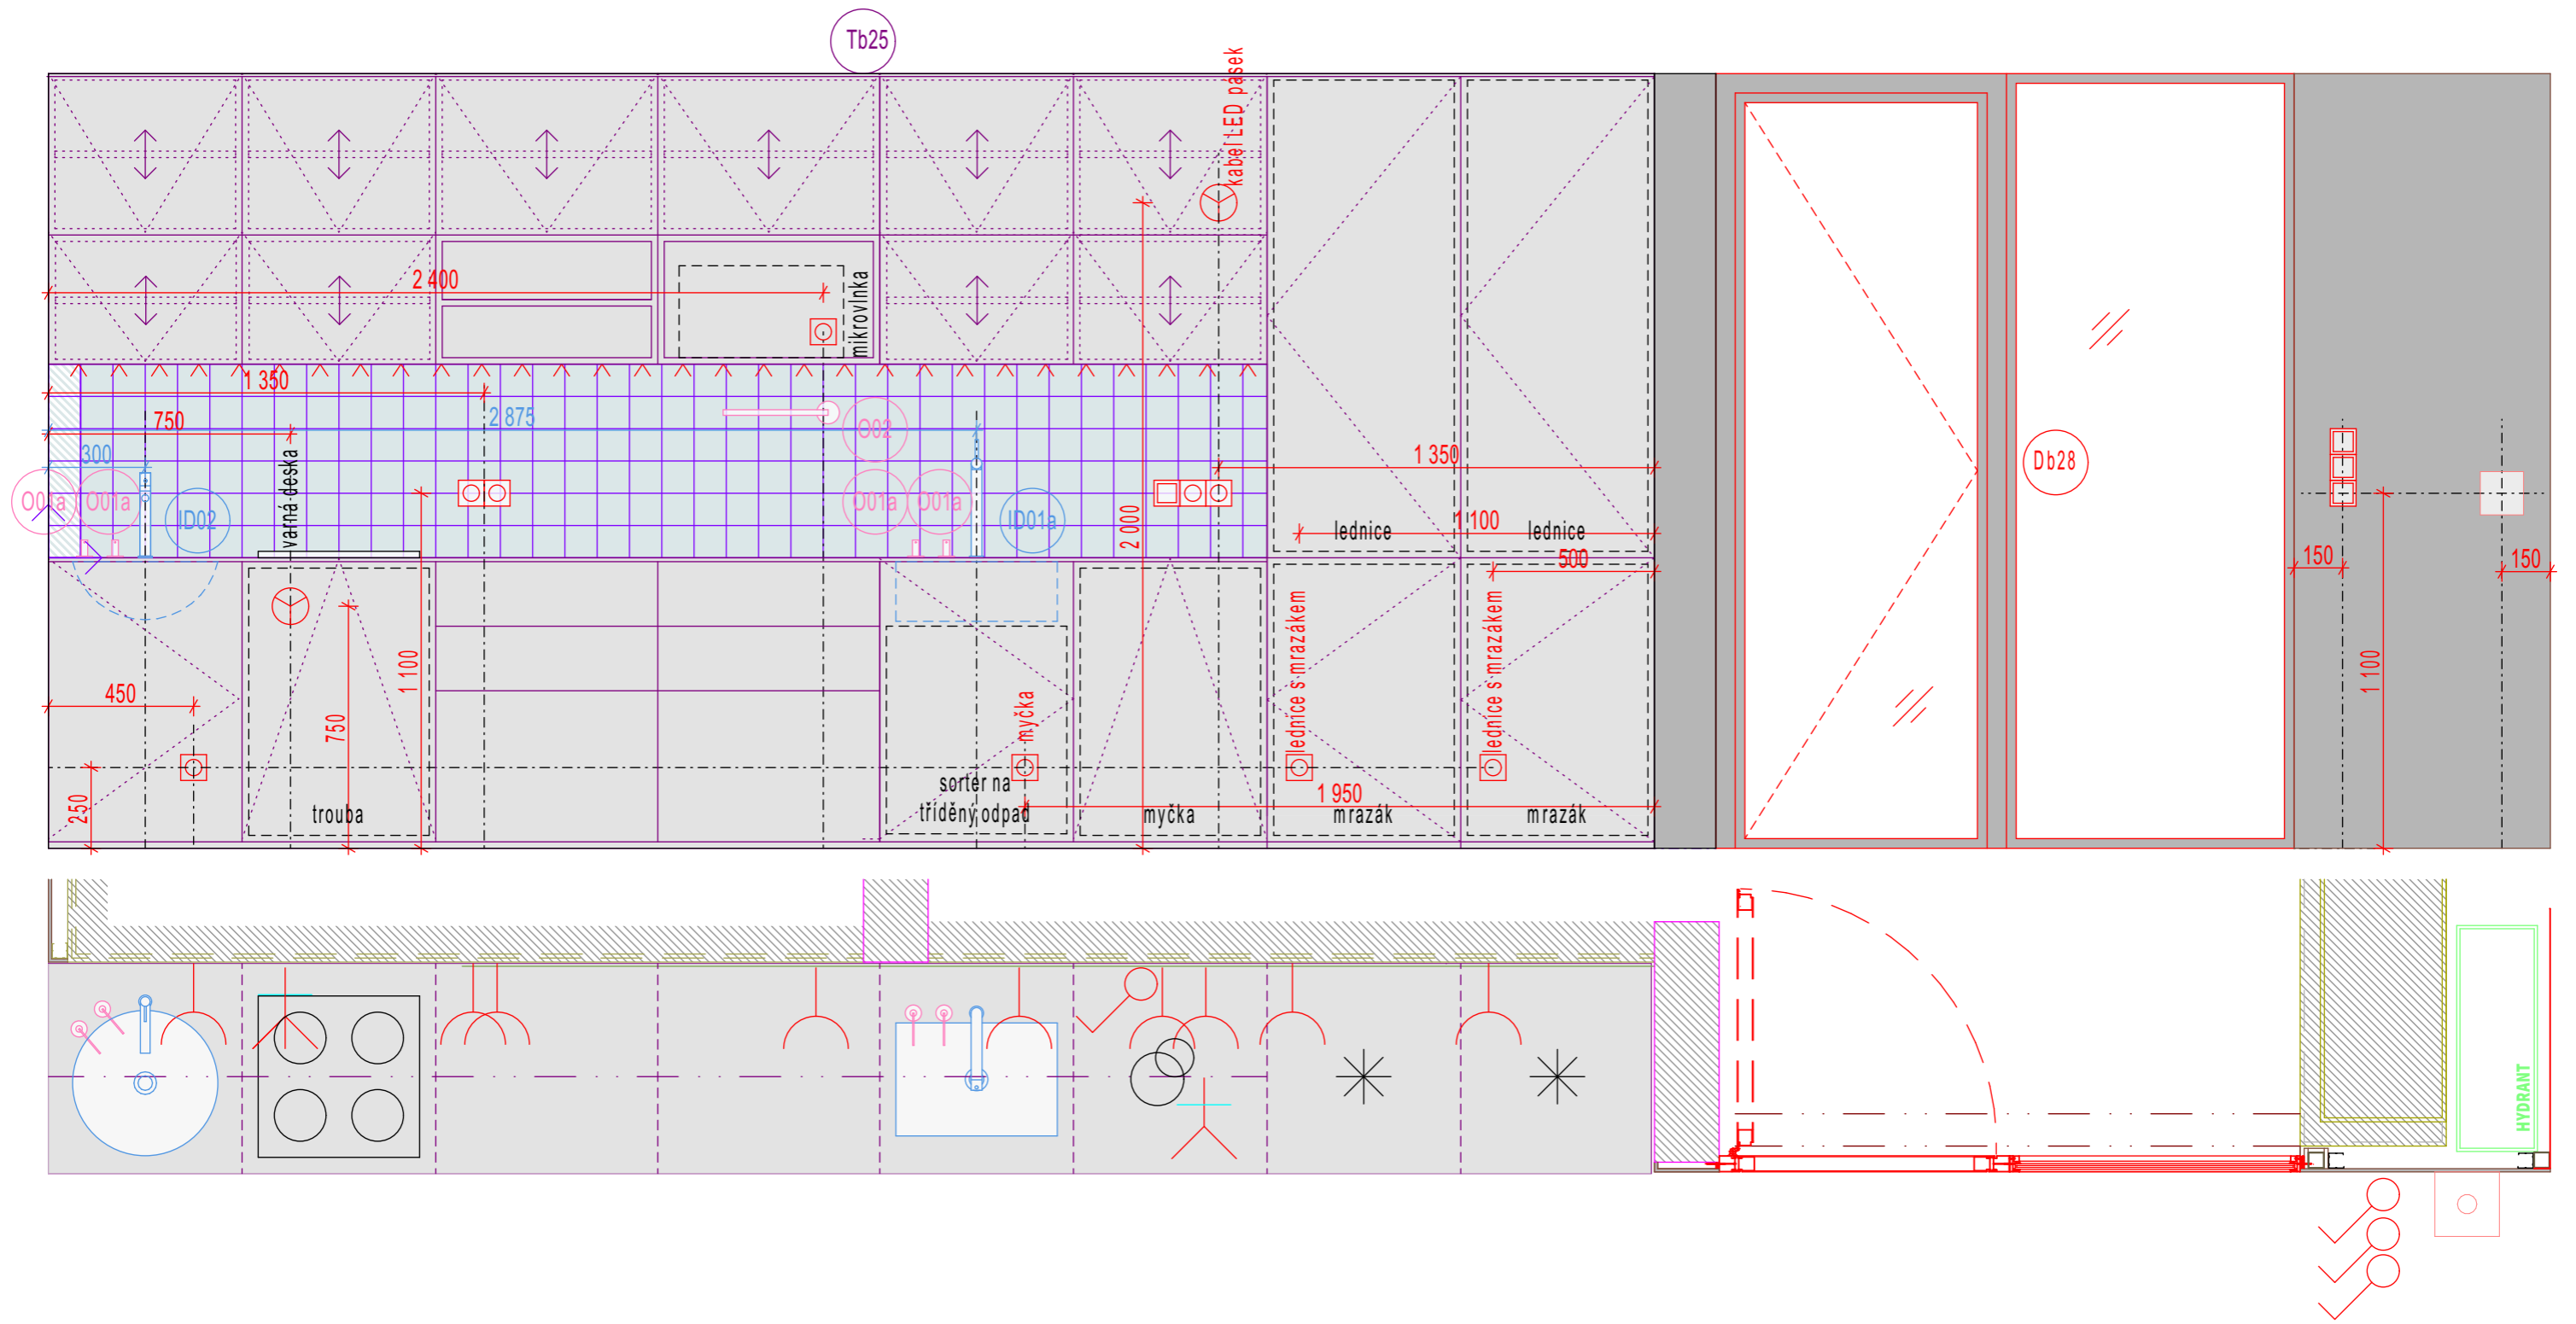 Tb25
kabel LED pásek
2 400
mikrovlnka
1 350
2 875
750
300
O02
1 350
Db28
O01a
O01a
ID02
varná deska
O01a
O01a
ID01a
2 000
lednice
1 100
lednice
500
150
150
450
750
1 100
myčka
lednice s mrazákem
lednice s mrazákem
1 100
250
trouba
sorter na
tříděný odpad
myčka
1 950
mrazák
mrazák
HYDRANT